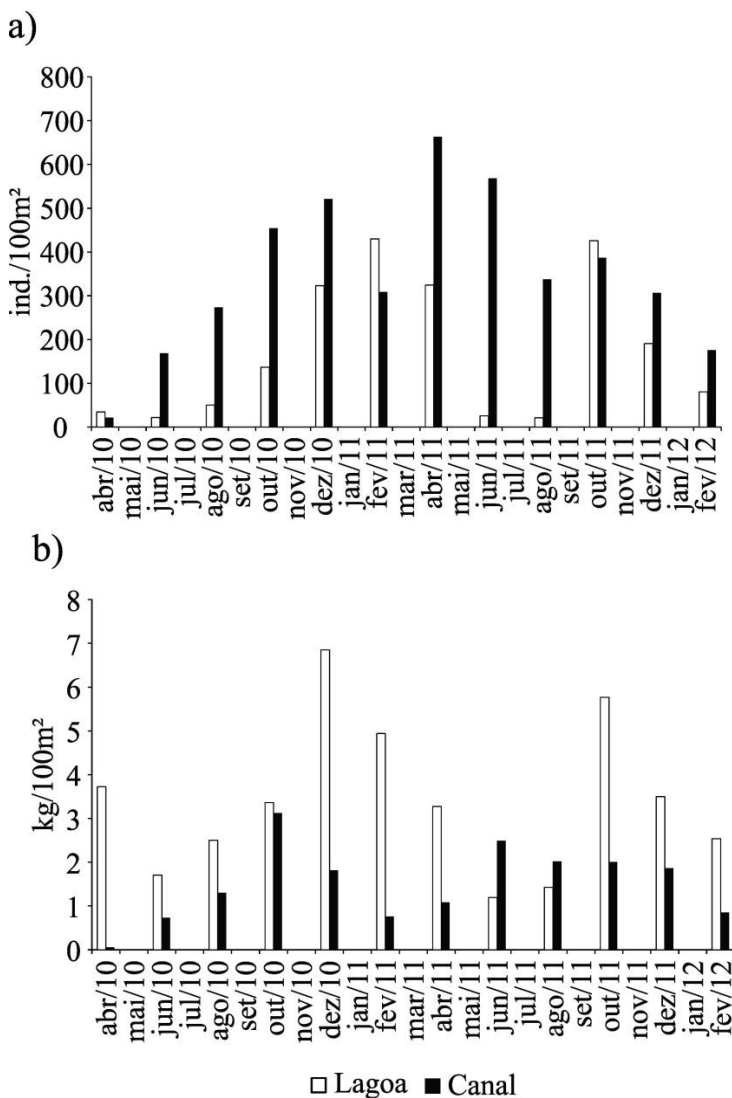 a)
800
700
600
500
400
300
200
100
0
ind./100m²
abr/10
mai/10
jun/10
jul/10
ago/10
set/10
out/10
nov/10
dez/10
jan/11
fev/11
mar/11
abr/11
jun/11
jul/11
ago/11
set/11
out/11
nov/11
dez/11
jan/12
fev/12
b)
8
7
6
5
4
3
2
1
0
kg/100m²
abr/10
mai/10
jun/10
jul/10
ago/10
set/10
out/10
nov/10
dez/10
jan/11
fev/11
mar/11
abr/11
mai/11
jun/11
jul/11
ago/11
set/11
out/11
nov/11
dez/11
jan/12
fev/12
Lagoa Canal